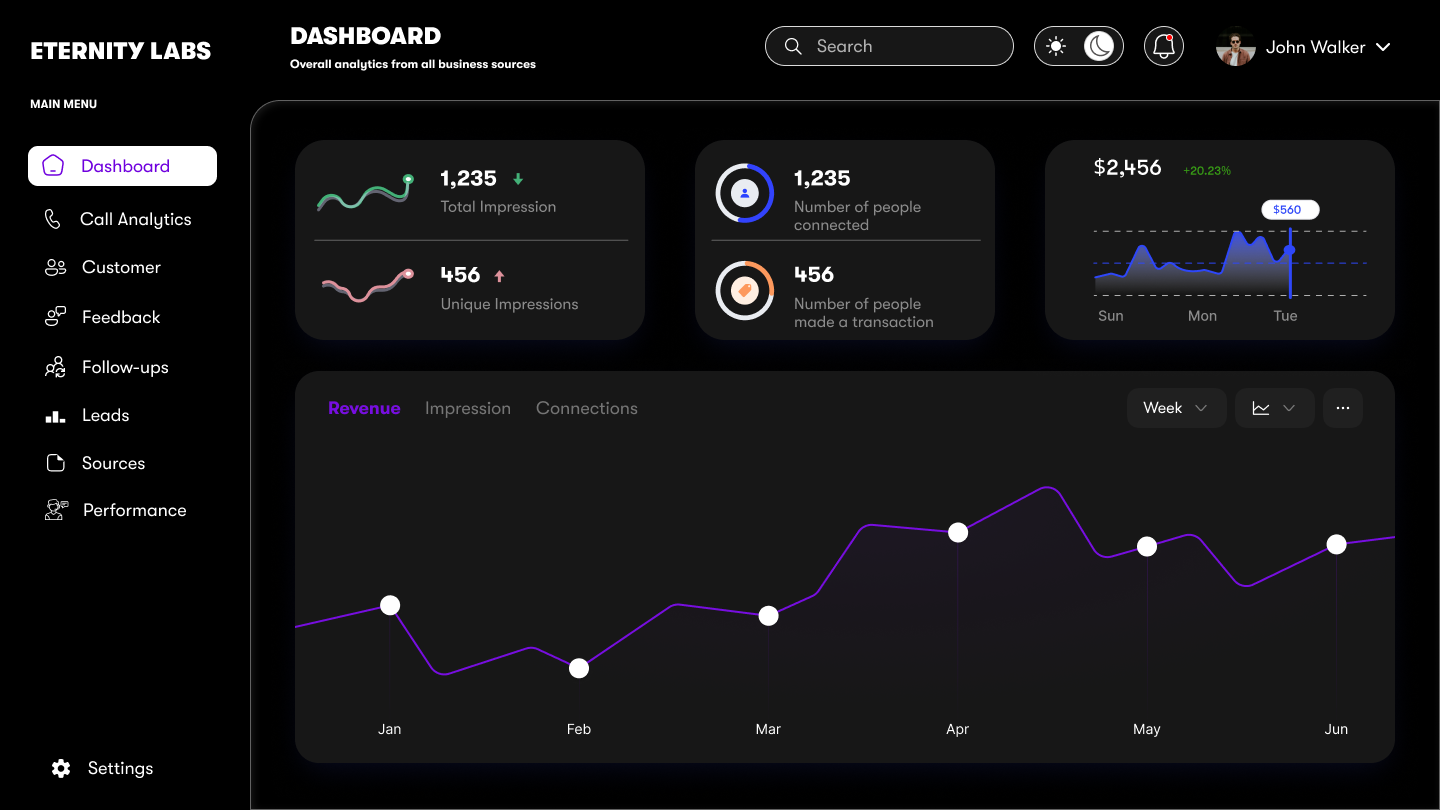 ETERNITY LABS
MAIN MENU
Dashboard
Call Analytics
Customer
Feedback
Follow-ups
Leads
Sources
Performance
Settings
DASHBOARD
Overall analytics from all business sources
Search
John Walker
1,235
Total Impression
456
Unique Impressions
1,235
Number of people
connected
456
Number of people
made a transaction
$2,456 +20.23%
$560
Sun Mon Tue
Revenue Impression Connections
Week
Jan Feb Mar Apr May Jun